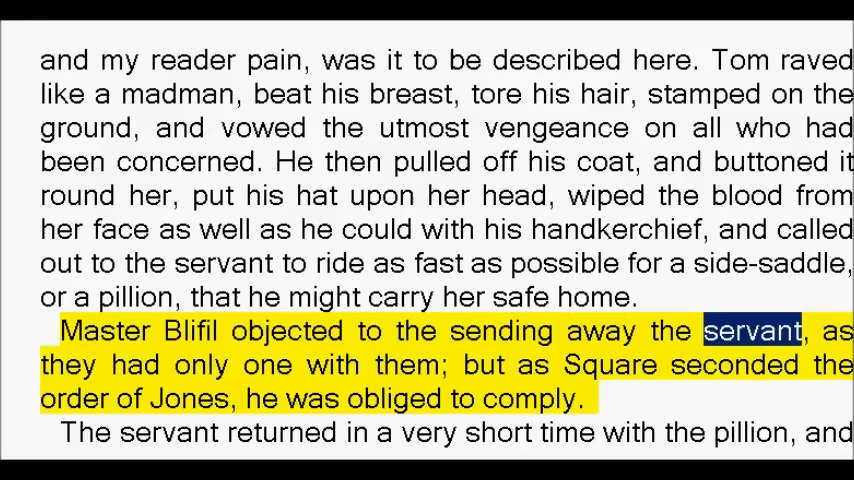 and my reader pain, was it to be described here. Tom raved
like a madman, beat his breast, tore his hair, stamped on the
ground, and vowed the utmost vengeance on all who had
been concerned. He then pulled off his coat, and buttoned it
round her, put his hat upon her head, wiped the blood from
her face as well as he could with his handkerchief, and called
out to the servant to ride as fast as possible for a side-saddle,
or a pillion, that he might carry her safe home.
Master Blifil objected to the sending away the servant, as
they had only one with them; but as Square seconded the
order of Jones, he was obliged to comply.
The servant returned in a very short time with the pillion, and